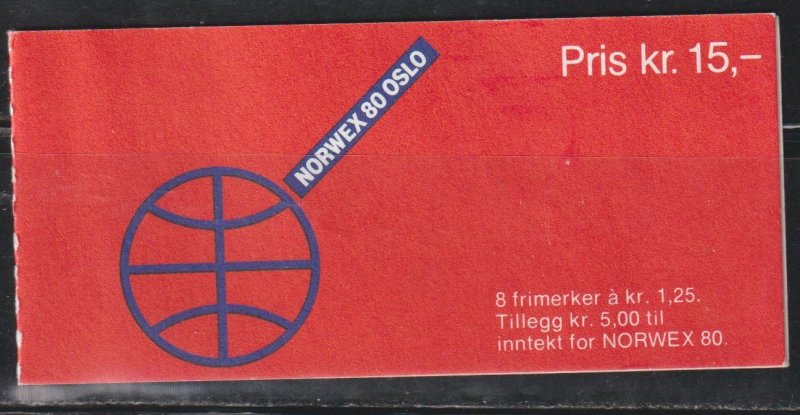 Pris kr. 15,–
NORWEX 80 OSLO
8 frimerker à kr. 1,25.
Tillegg kr. 5,00 til
inntekt for NORWEX 80.